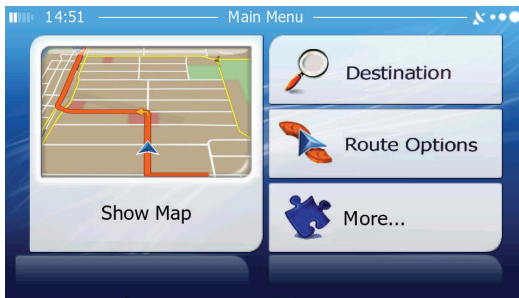 14:51
Main Menu
Destination
Route Options
Show Map
More...